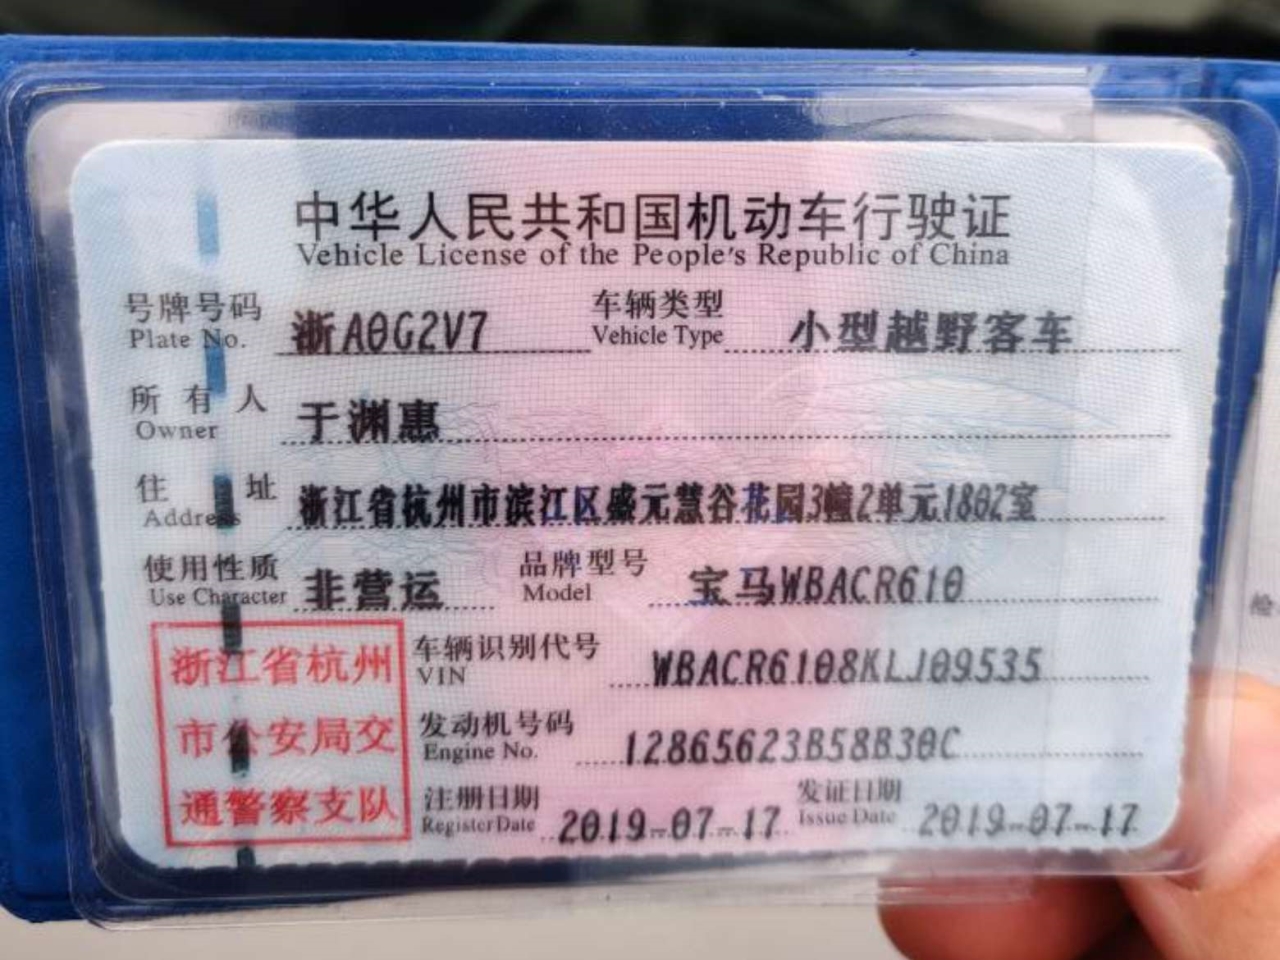 中华人民共和国机动车行驶证
Vehicle License of the People's Republic of China
号牌号码 浙A0G2V7 车辆类型 小型越野客车
Plate No. Vehicle Type
所有人 于渊惠
Owner
住址 浙江省杭州市滨江区盛元慧谷花园3幢2单元1802室
Address
使用性质 非营运 品牌型号 宝马WBACR610
Use Character Model
浙江省杭州
市公安局交
通警察支队
车辆识别代号 WBACR6108KLJ09535
VIN
发动机号码 12865623B58B30C
Engine No.
注册日期 2019-07-17 发证日期 2019-07-17
Register Date Issue Date
检